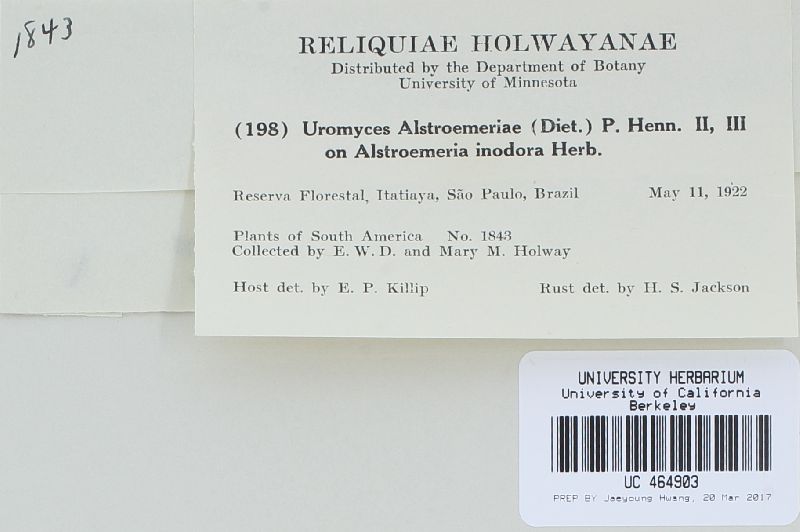 1843
RELIQUIAE HOLWAYANAE
Distributed by the Department of Botany
University of Minnesota
(198) Uromyces Alstroemeriae (Diet.) P. Henn. II, III
on Alstroemeria inodora Herb.
Reserva Florestal, Itatiaya, São Paulo, Brazil May 11, 1922
Plants of South America No. 1843
Collected by E. W. D. and Mary M. Holway
Host det. by E. P. Killip Rust det. by H. S. Jackson
UNIVERSITY HERBARIUM
University of California
Berkeley
UC 464903
PREP BY Jaeyoung Hwang, 20 Mar 2017